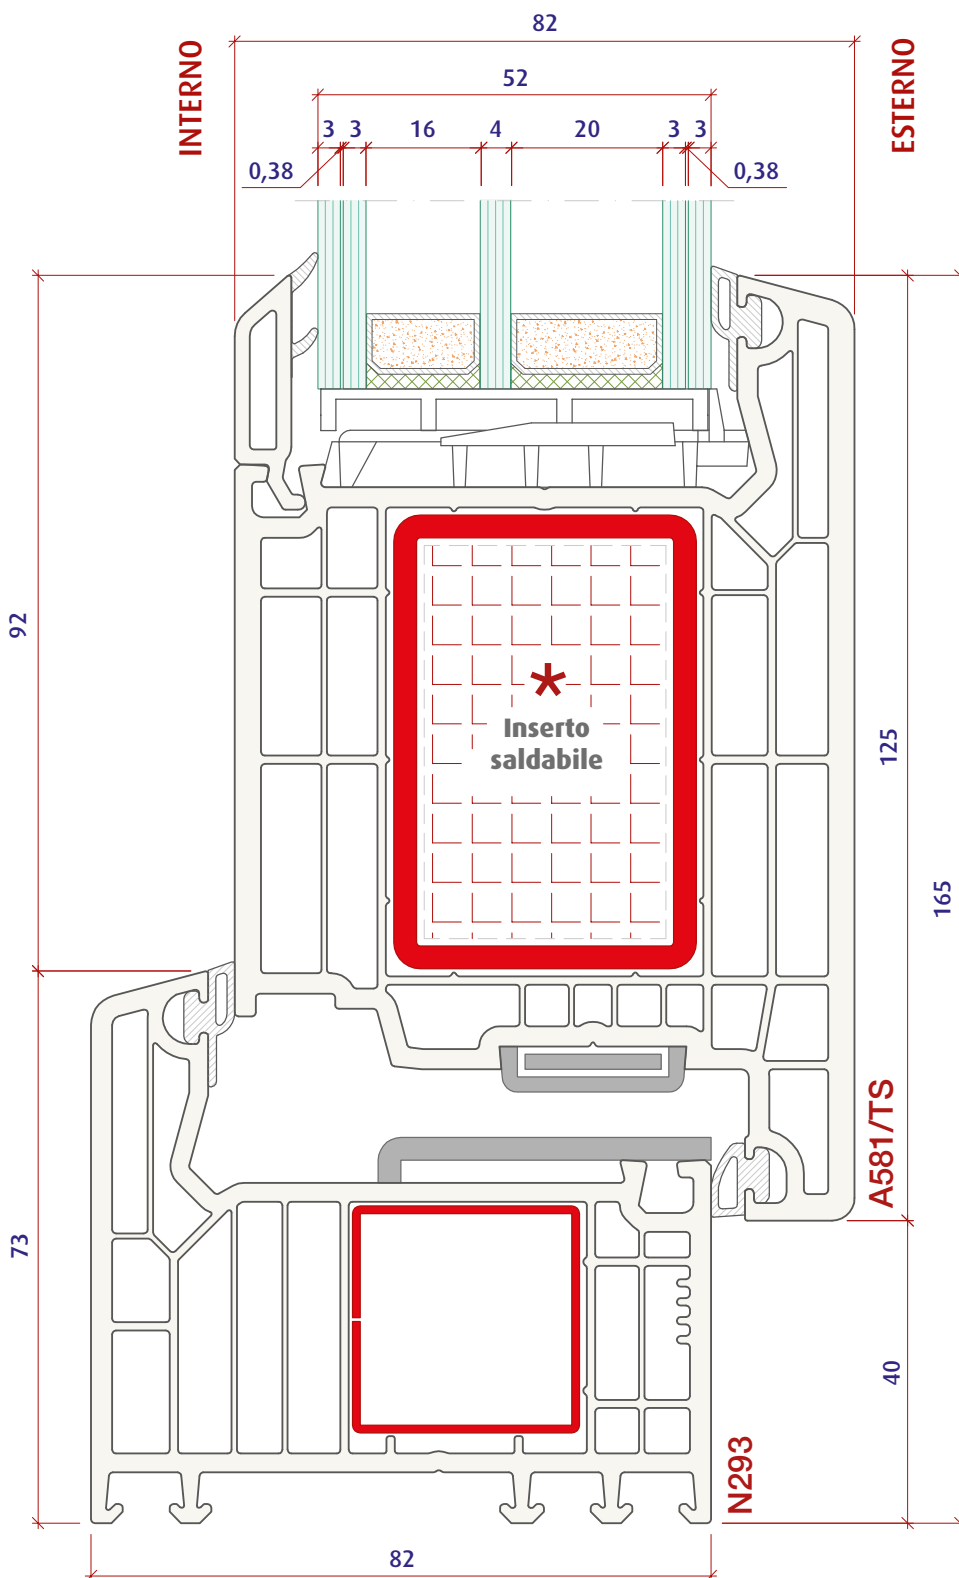 82
INTERNO
ESTERNO
52
3 3 16 4 20 3 3
0,38
0,38
92
*
Inserto
saldabile
125
165
A581/TS
73
40
N293
82